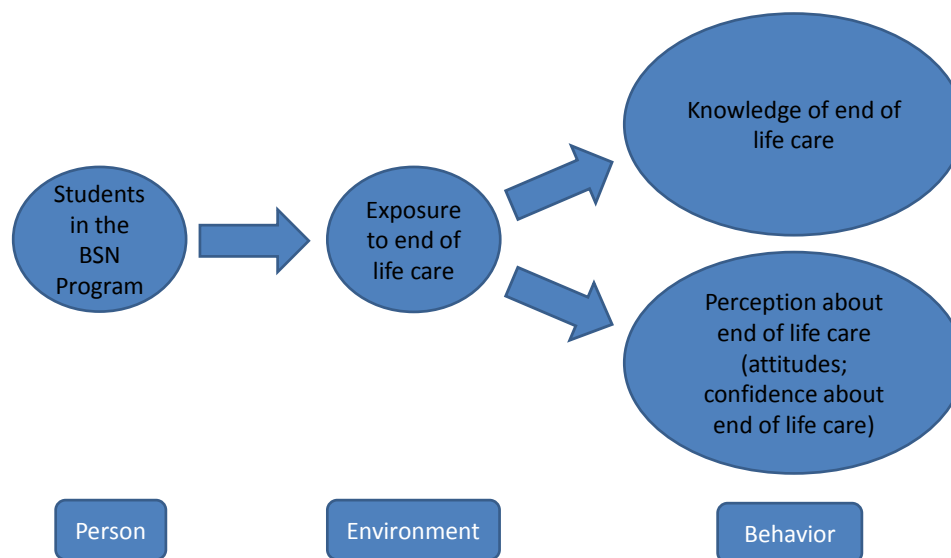 Students
in the
BSN
Program
Exposure
to end of
life care
Knowledge of end of
life care
Perception about
end of life care
(attitudes;
confidence about
end of life care)
Person
Environment
Behavior